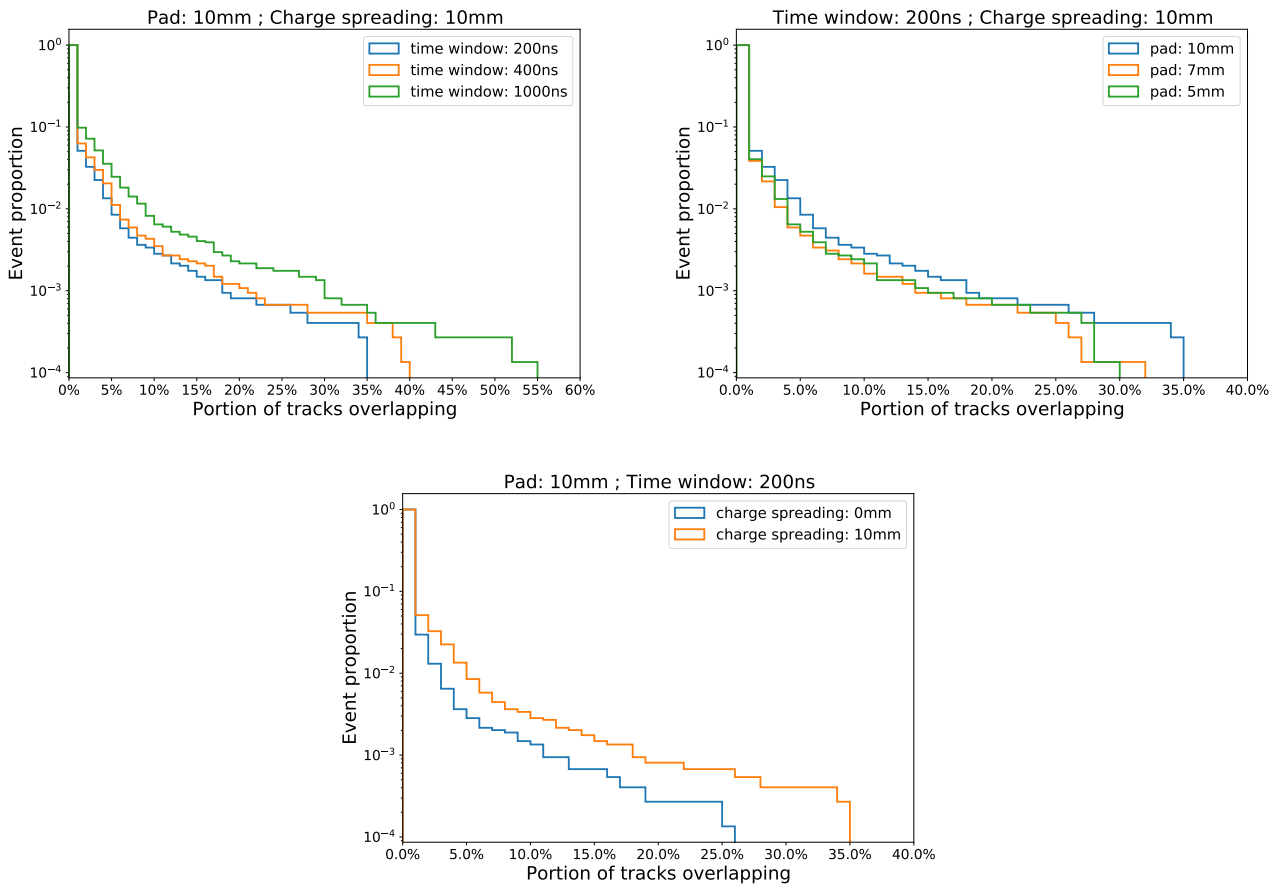 Pad: 10mm ; Charge spreading: 10mm
time window: 200ns
time window: 400ns
time window: 1000ns
Event proportion
10⁰
10⁻¹
10⁻²
10⁻³
10⁻⁴
0% 5% 10% 15% 20% 25% 30% 35% 40% 45% 50% 55% 60%
Portion of tracks overlapping
Time window: 200ns ; Charge spreading: 10mm
pad: 10mm
pad: 7mm
pad: 5mm
Event proportion
10⁰
10⁻¹
10⁻²
10⁻³
10⁻⁴
0.0% 5.0% 10.0% 15.0% 20.0% 25.0% 30.0% 35.0% 40.0%
Portion of tracks overlapping
Pad: 10mm ; Time window: 200ns
charge spreading: 0mm
charge spreading: 10mm
Event proportion
10⁰
10⁻¹
10⁻²
10⁻³
10⁻⁴
0.0% 5.0% 10.0% 15.0% 20.0% 25.0% 30.0% 35.0% 40.0%
Portion of tracks overlapping